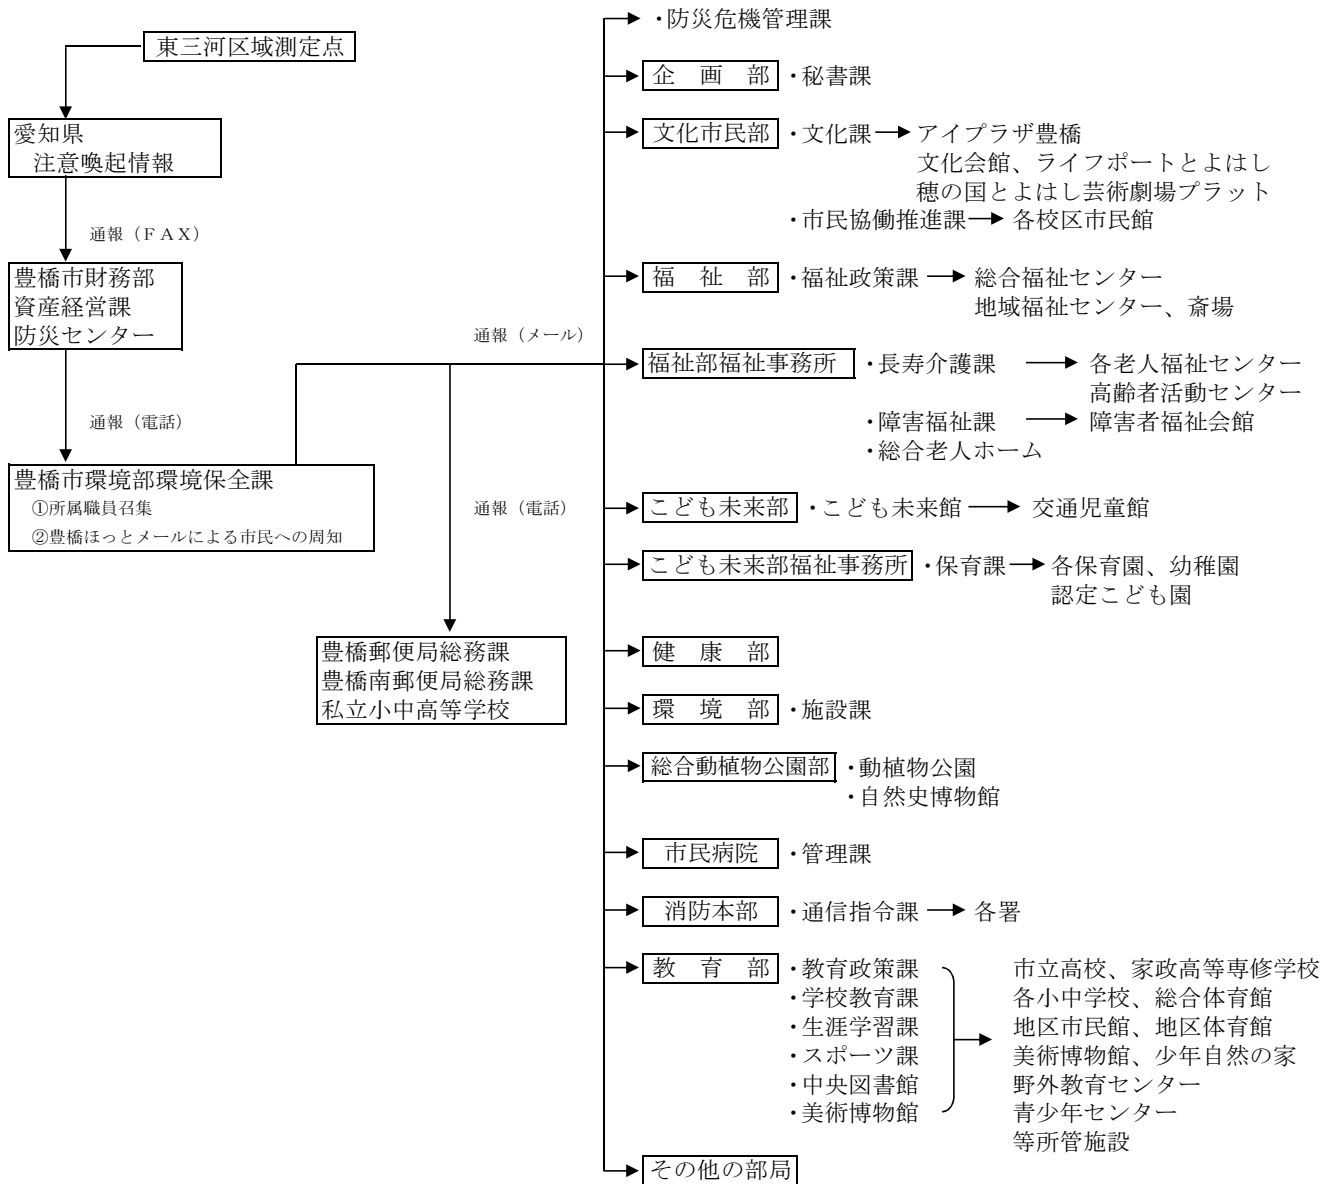 東三河区域測定点
愛知県
注意喚起情報
通報（ＦＡＸ）
豊橋市財務部
資産経営課
防災センター
通報（電話）
豊橋市環境部環境保全課
①所属職員召集
②豊橋ほっとメールによる市民への周知
通報（メール）
通報（電話）
豊橋郵便局総務課
豊橋南郵便局総務課
私立小中高等学校
・防災危機管理課
企　画　部 ・秘書課
文化市民部 ・文化課 アイプラザ豊橋
文化会館、ライフポートとよはし
穂の国とよはし芸術劇場プラット
・市民協働推進課 各校区市民館
福　祉　部 ・福祉政策課 総合福祉センター
地域福祉センター、斎場
福祉部福祉事務所 ・長寿介護課 各老人福祉センター
高齢者活動センター
・障害福祉課 障害者福祉会館
・総合老人ホーム
こども未来部 ・こども未来館 交通児童館
こども未来部福祉事務所 ・保育課 各保育園、幼稚園
認定こども園
健　康　部
環　境　部 ・施設課
総合動植物公園部 ・動植物公園
・自然史博物館
市民病院 ・管理課
消防本部 ・通信指令課 各署
教　育　部 ・教育政策課 市立高校、家政高等専修学校
・学校教育課 各小中学校、総合体育館
・生涯学習課 地区市民館、地区体育館
・スポーツ課 美術博物館、少年自然の家
・中央図書館 野外教育センター
・美術博物館 青少年センター
等所管施設
その他の部局